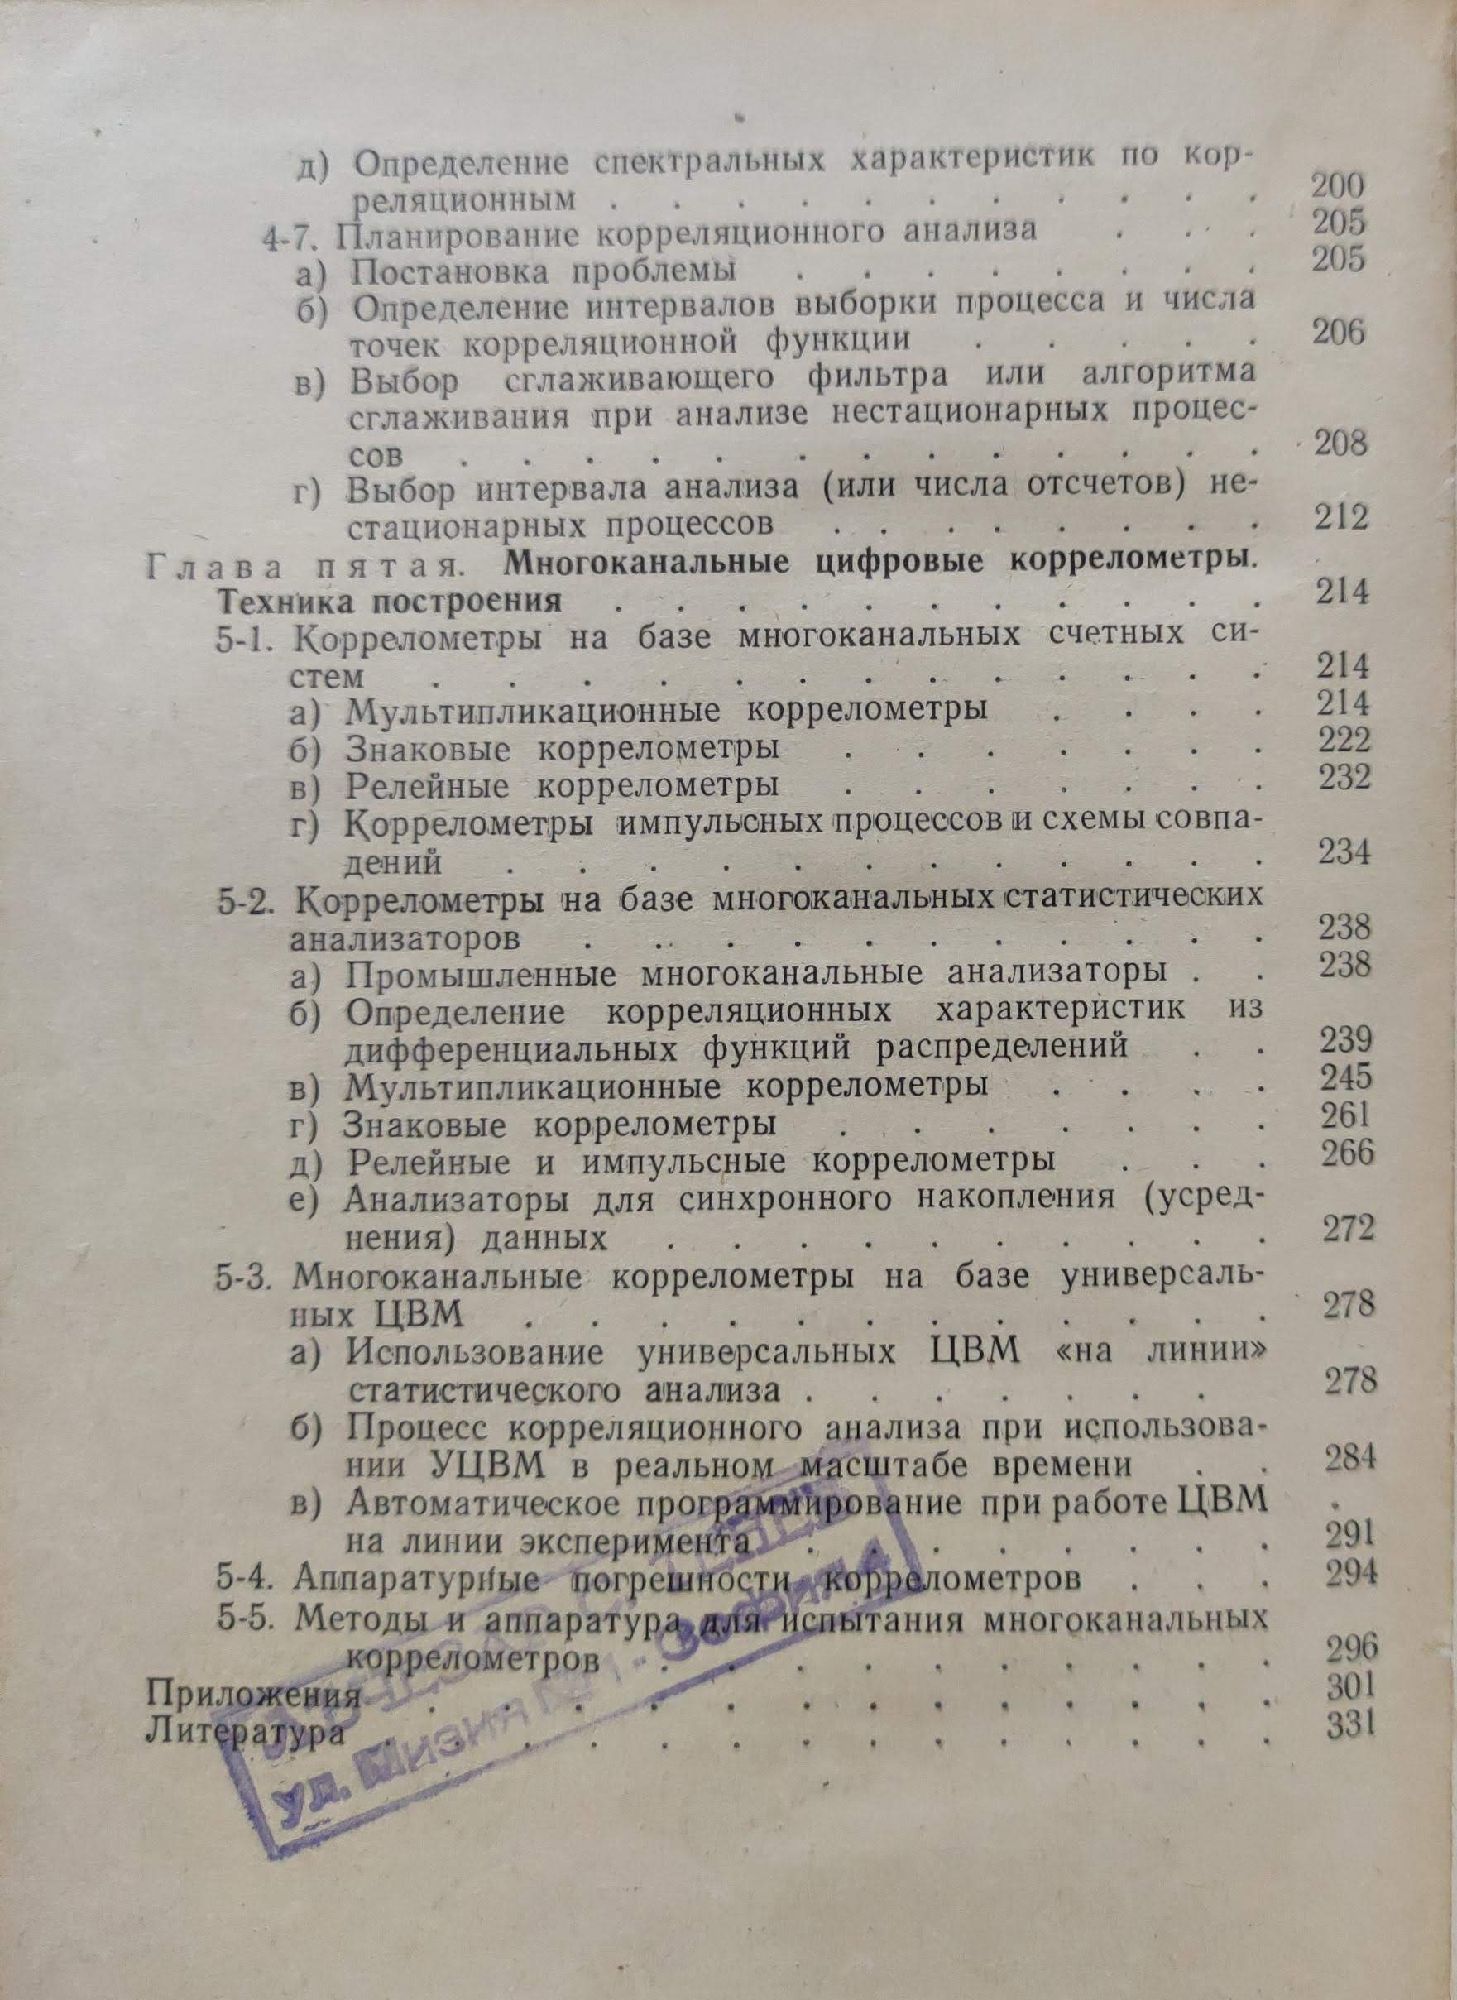 д) Определение спектральных характеристик по кор-
реляционным . . . . . . . . . . 200
4-7. Планирование корреляционного анализа . . . 205
а) Постановка проблемы . . . . . . . . 205
б) Определение интервалов выборки процесса и числа
точек корреляционной функции . . . . . 206
в) Выбор сглаживающего фильтра или алгоритма
сглаживания при анализе нестационарных процес-
сов . . . . . . . . . . . . . 208
г) Выбор интервала анализа (или числа отсчетов) не-
стационарных процессов . . . . . . . 212
Глава пятая. Многоканальные цифровые коррелометры.
Техника построения . . . . . . . . . . . 214
5-1. Коррелометры на базе многоканальных счетных си-
стем . . . . . . . . . . . . . 214
а) Мультипликационные коррелометры . . . . 214
б) Знаковые коррелометры . . . . . . . 222
в) Релейные коррелометры . . . . . . . 232
г) Коррелометры импульсных процессов и схемы совпа-
дений . . . . . . . . . . . . 234
5-2. Коррелометры на базе многоканальных статистических
анализаторов . . . . . . . . . . . 238
а) Промышленные многоканальные анализаторы . . 238
б) Определение корреляционных характеристик из
дифференциальных функций распределений . . 239
в) Мультипликационные коррелометры . . . . 245
г) Знаковые коррелометры . . . . . . . 261
д) Релейные и импульсные коррелометры . . . 266
е) Анализаторы для синхронного накопления (усред-
нения) данных . . . . . . . . . . 272
5-3. Многоканальные коррелометры на базе универсаль-
ных ЦВМ . . . . . . . . . . . . 278
а) Использование универсальных ЦВМ «на линии»
статистического анализа . . . . . . . 278
б) Процесс корреляционного анализа при использова-
нии УЦВМ в реальном масштабе времени . . 284
в) Автоматическое программирование при работе ЦВМ
на линии эксперимента . . . . . . . . 291
5-4. Аппаратурные погрешности коррелометров . . . 294
5-5. Методы и аппаратура для испытания многоканальных
коррелометров . . . . . . . . . . 296
Приложения . . . . . . . . . . . . . 301
Литература . . . . . . . . . . . . . . 331
ул.